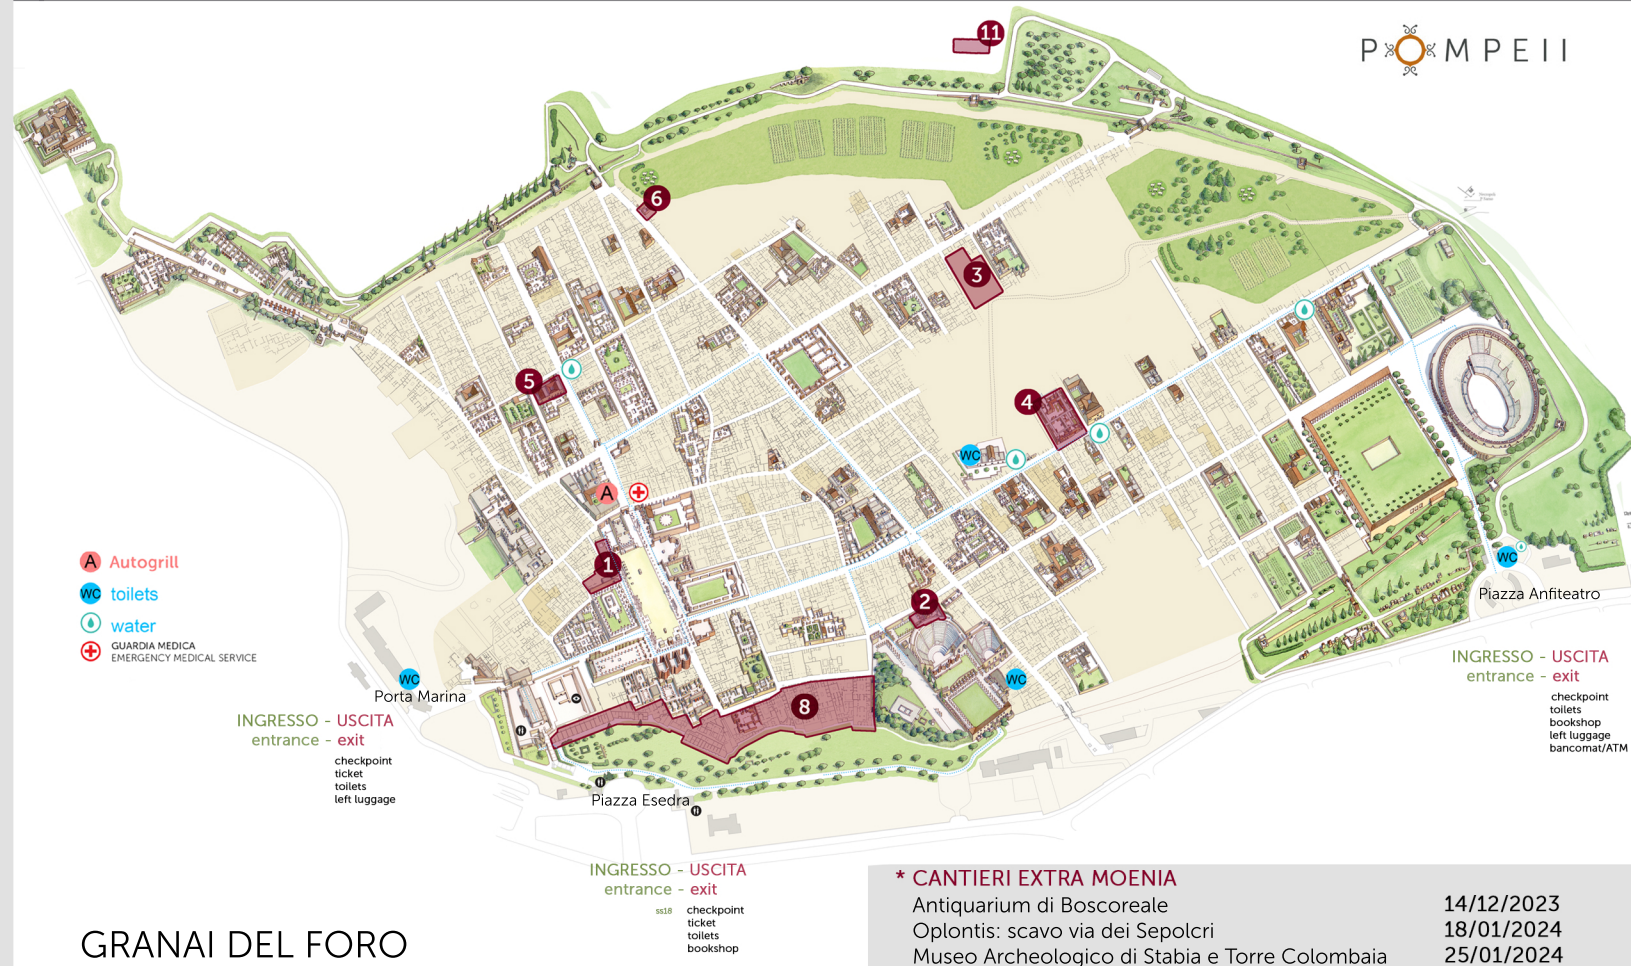 11
POMPEII
6
3
5
4
WC
A
1
2
WC
A Autogrill
WC toilets
water
GUARDIA MEDICA
EMERGENCY MEDICAL SERVICE
Piazza Anfiteatro
INGRESSO - USCITA
entrance - exit
checkpoint
toilets
bookshop
left luggage
bancomat/ATM
WC
Porta Marina
INGRESSO - USCITA
entrance - exit
checkpoint
ticket
toilets
left luggage
WC
8
Piazza Esedra
INGRESSO - USCITA
entrance - exit
ss18
checkpoint
ticket
toilets
bookshop
GRANAI DEL FORO
* CANTIERI EXTRA MOENIA
Antiquarium di Boscoreale 14/12/2023
Oplontis: scavo via dei Sepolcri 18/01/2024
Museo Archeologico di Stabia e Torre Colombaia 25/01/2024